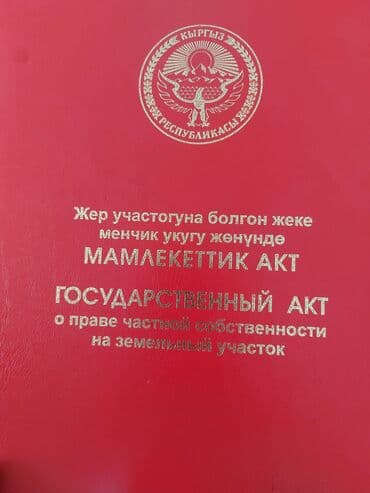 КЫРГЫЗ
РЕСПУБЛИКАСЫ
Жер участогуна болгон жеке
менчик укугу жөнүндө
МАМЛЕКЕТТИК АКТ
ГОСУДАРСТВЕННЫЙ АКТ
о праве частной собственности
на земельный участок